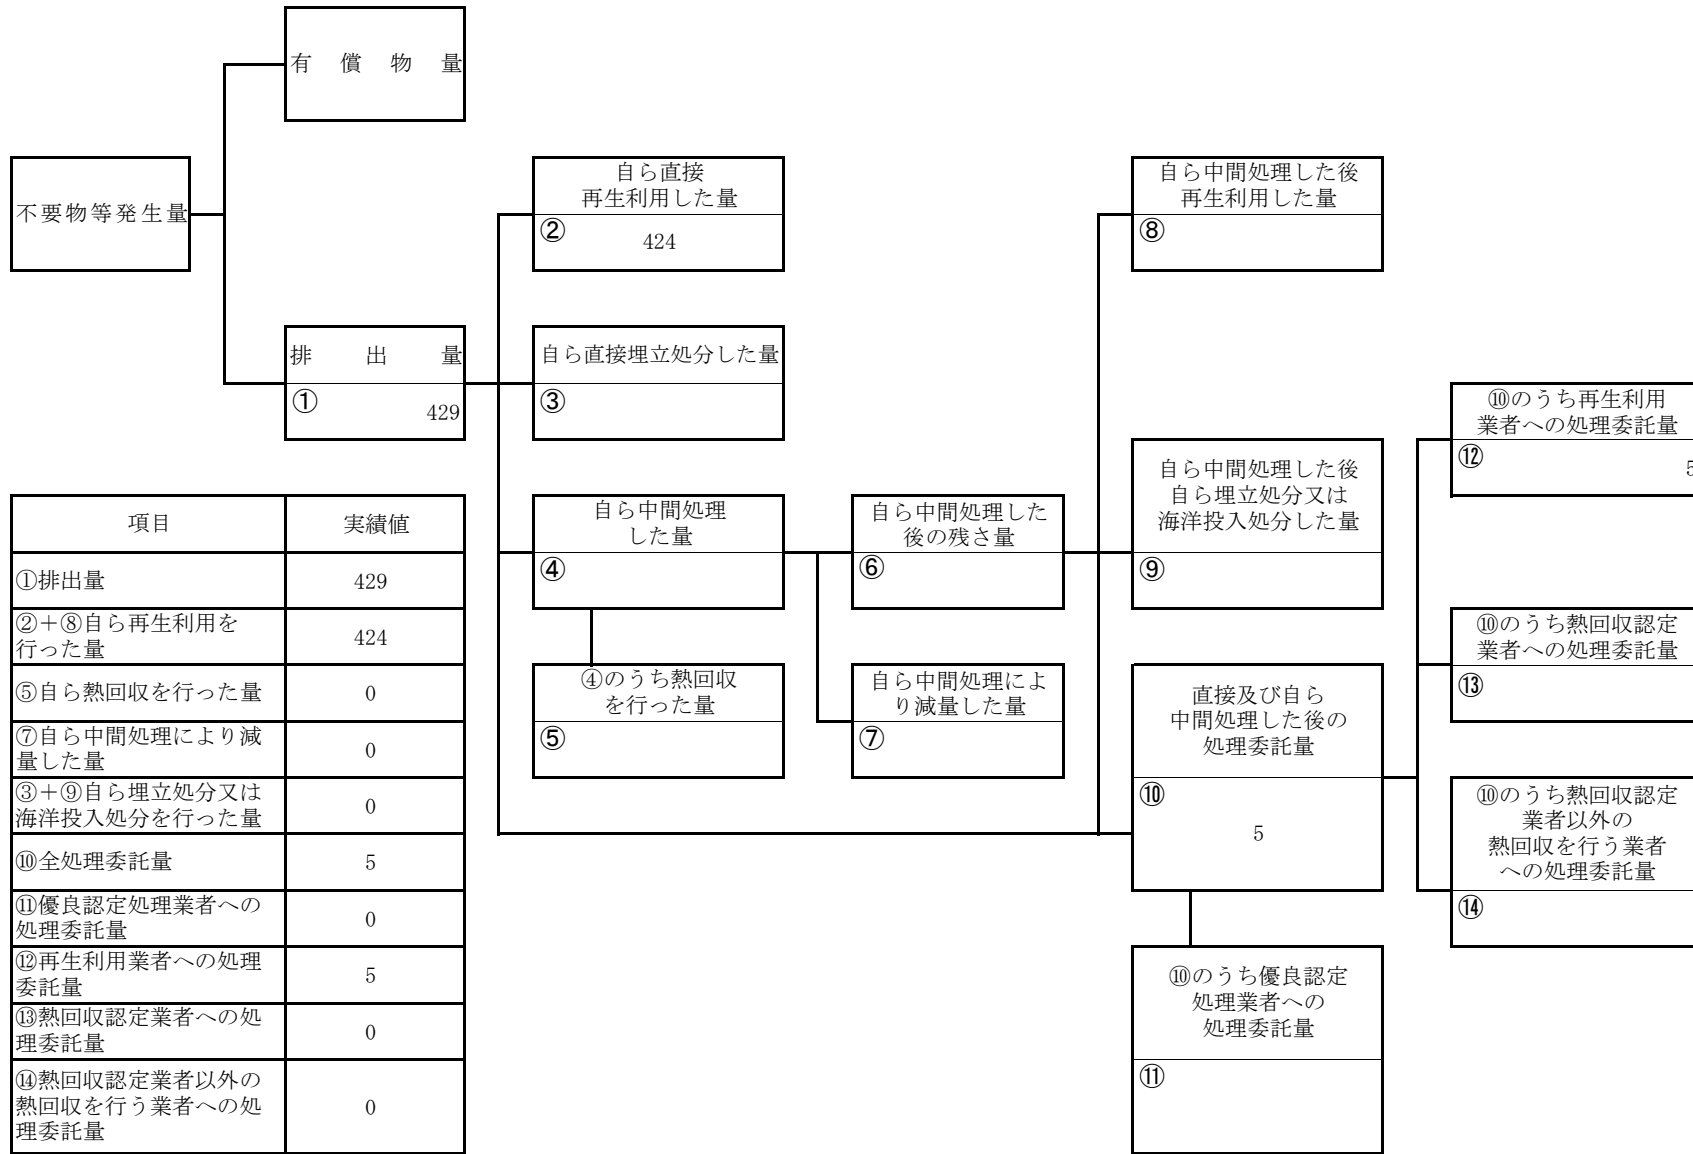 有償物量
不要物等発生量
自ら直接
再生利用した量
②
424
自ら中間処理した後
再生利用した量
⑧
排出量
①
429
自ら直接埋立処分した量
③
⑩のうち再生利用
業者への処理委託量
⑫
5
自ら中間処理
した量
④
自ら中間処理した
後の残さ量
⑥
自ら中間処理した後
自ら埋立処分又は
海洋投入処分した量
⑨
④のうち熱回収
を行った量
⑤
自ら中間処理によ
り減量した量
⑦
直接及び自ら
中間処理した後の
処理委託量
⑩
5
⑩のうち熱回収認定
業者への処理委託量
⑬
⑩のうち熱回収認定
業者以外の
熱回収を行う業者
への処理委託量
⑭
⑩のうち優良認定
処理業者への
処理委託量
⑪
項目 実績値
①排出量 429
②+⑧自ら再生利用を
行った量 424
⑤自ら熱回収を行った量 0
⑦自ら中間処理により減
量した量 0
③+⑨自ら埋立処分又は
海洋投入処分を行った量 0
⑩全処理委託量 5
⑪優良認定処理業者への
処理委託量 0
⑫再生利用業者への処理
委託量 5
⑬熱回収認定業者への処
理委託量 0
⑭熱回収認定業者以外の
熱回収を行う業者への処
理委託量 0